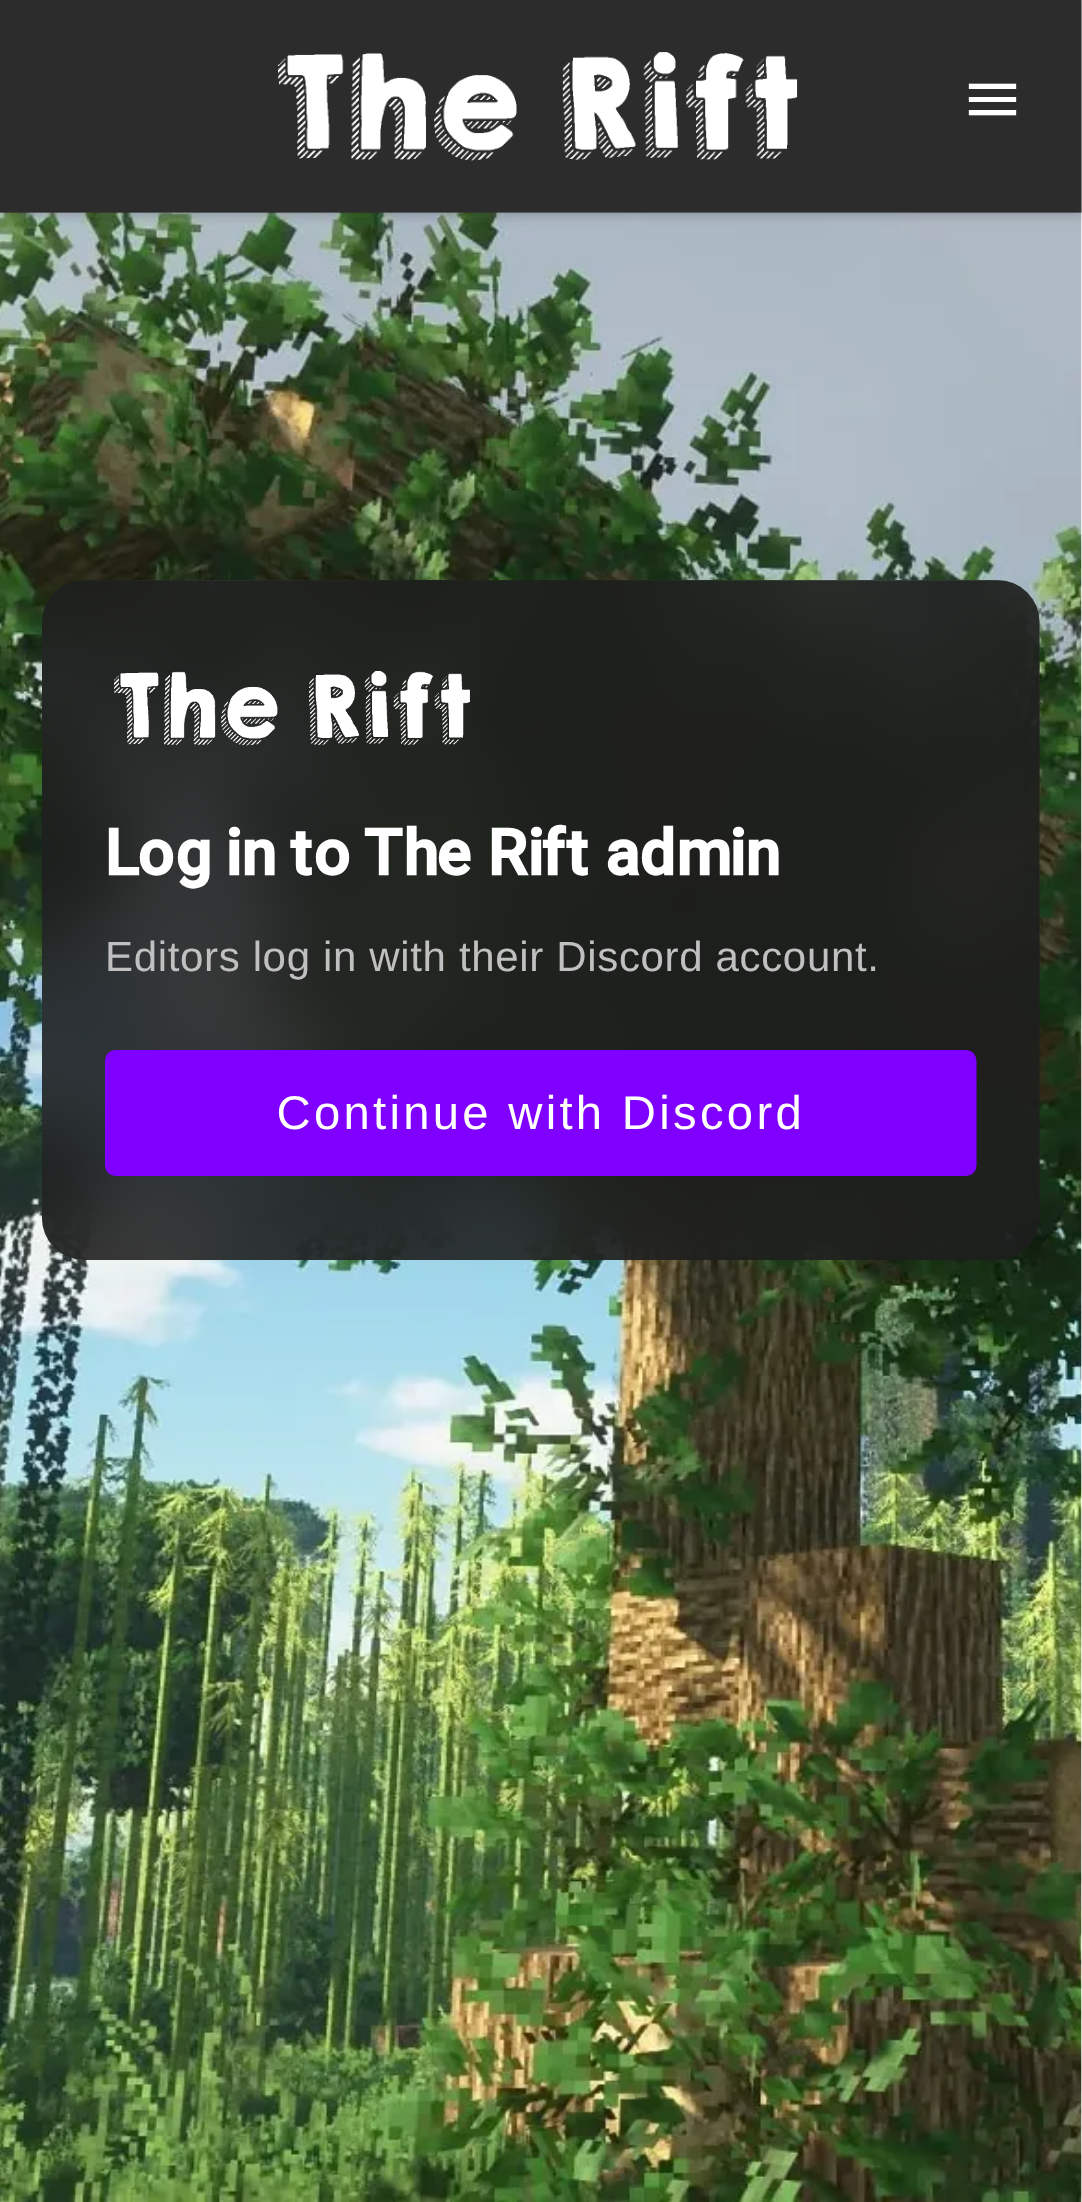 The Rift
The Rift
Log in to The Rift admin
Editors log in with their Discord account.
Continue with Discord